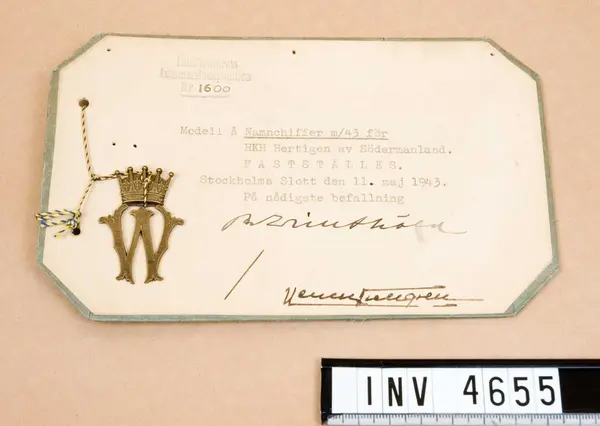 Nr 1600
Modell å Namnchiffer m/43 för
HKH Hertigen av Södermanland.
FASTSTÄLLES.
Stockholms Slott den 11. maj 1943.
På nådigste befallning
INV 4655